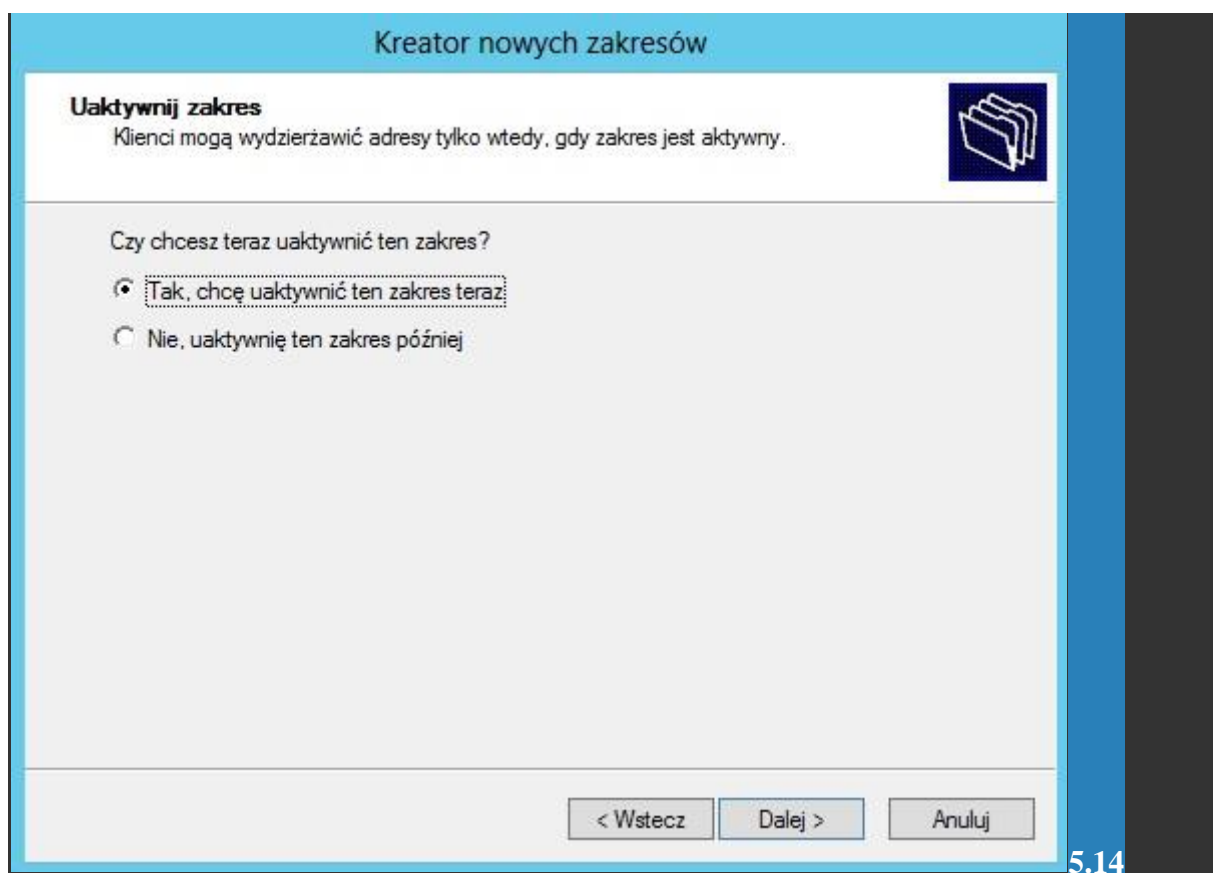 Kreator nowych zakresów
Uaktywnij zakres
Klienci mogą wydzierżawić adresy tylko wtedy, gdy zakres jest aktywny.
Czy chcesz teraz uaktywnić ten zakres?
Tak, chcę uaktywnić ten zakres teraz
Nie, uaktywnię ten zakres później
< Wstecz Dalej > Anuluj
5.14